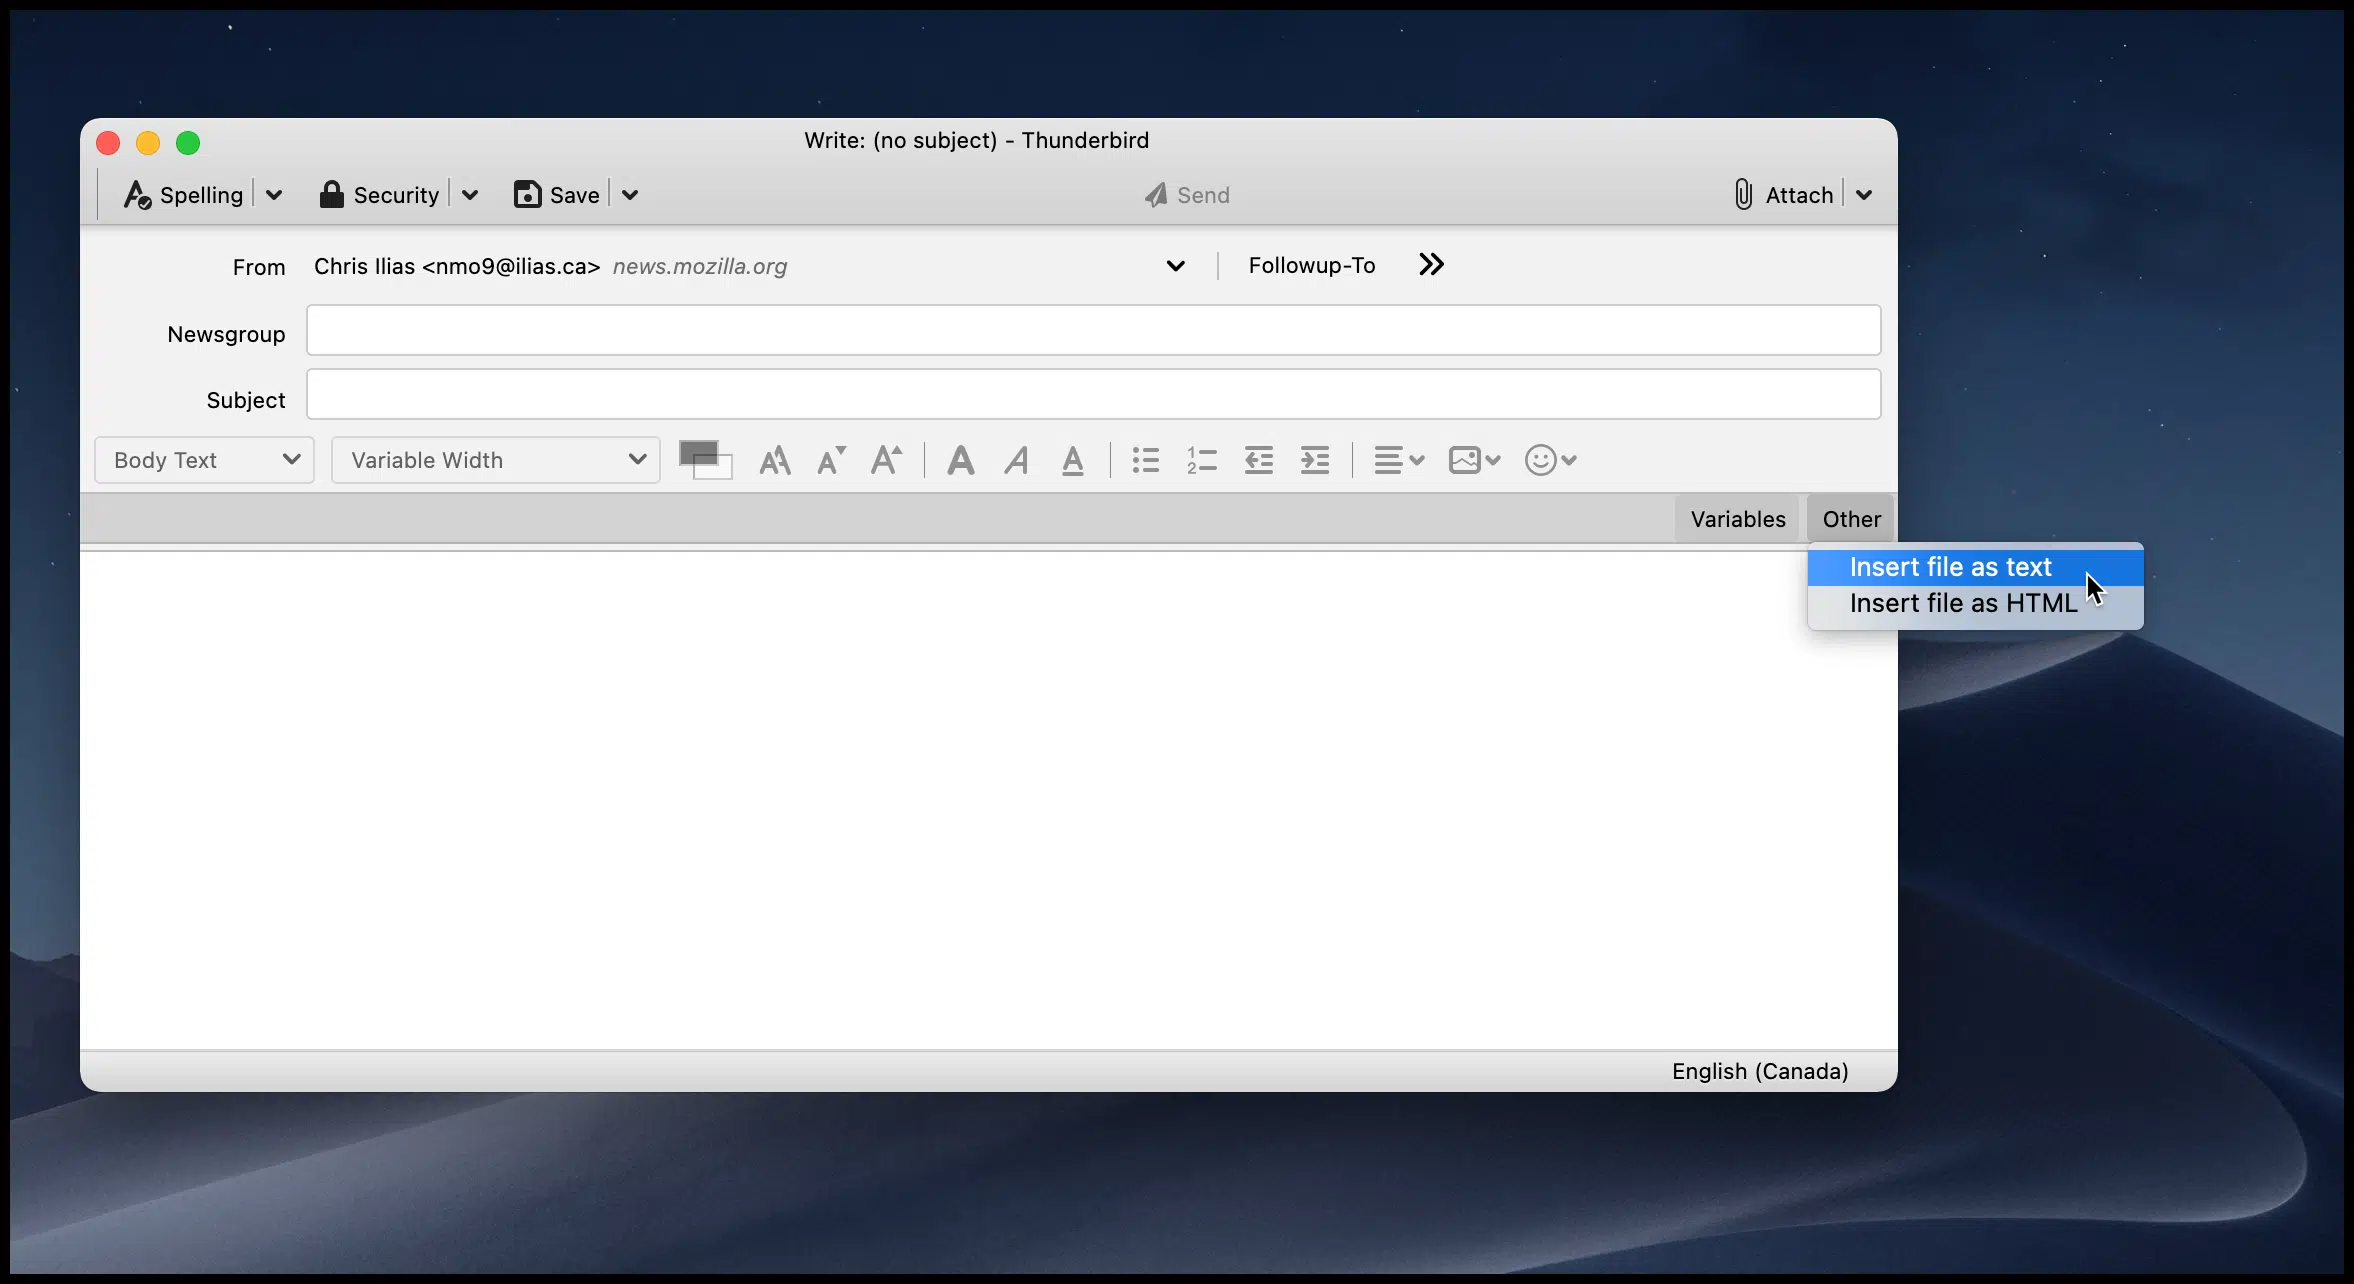 Write: (no subject) - Thunderbird
Spelling Security Save Send Attach
From Chris Ilias <nmo9@ilias.ca> news.mozilla.org Followup-To
Newsgroup
Subject
Body Text Variable Width
Variables Other
Insert file as text
Insert file as HTML
English (Canada)